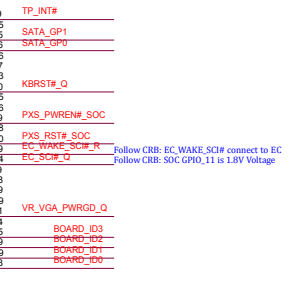 TP_INT#
SATA_GP1
SATA_GP0
KBRST#_Q
PXS_PWREN#_SOC
PXS_RST#_SOC
EC_WAKE_SCI#_R Follow CRB: EC_WAKE_SCI# connect to EC
EC_SCI#_Q Follow CRB: SOC GPIO_11 is 1.8V Voltage
VR_VGA_PWRGD_Q
BOARD_ID3
BOARD_ID2
BOARD_ID1
BOARD_ID0